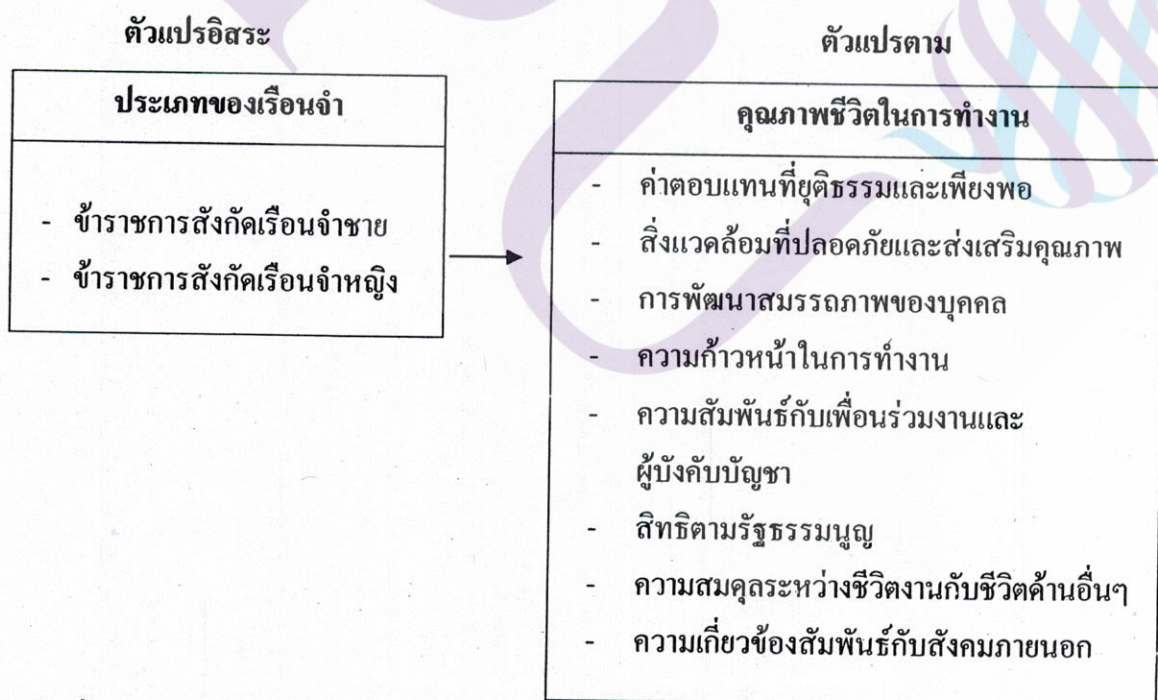 ตัวแปรอิสระ
ประเภทของเรือนจำ
- ข้าราชการสังกัดเรือนจำชาย
- ข้าราชการสังกัดเรือนจำหญิง
ตัวแปรตาม
คุณภาพชีวิตในการทำงาน
- ค่าตอบแทนที่ยุติธรรมและเพียงพอ
- สิ่งแวดล้อมที่ปลอดภัยและส่งเสริมคุณภาพ
- การพัฒนาสมรรถภาพของบุคคล
- ความก้าวหน้าในการทำงาน
- ความสัมพันธ์กับเพื่อนร่วมงานและ
ผู้บังคับบัญชา
- สิทธิตามรัฐธรรมนูญ
- ความสมดุลระหว่างชีวิตงานกับชีวิตด้านอื่นๆ
- ความเกี่ยวข้องสัมพันธ์กับสังคมภายนอก